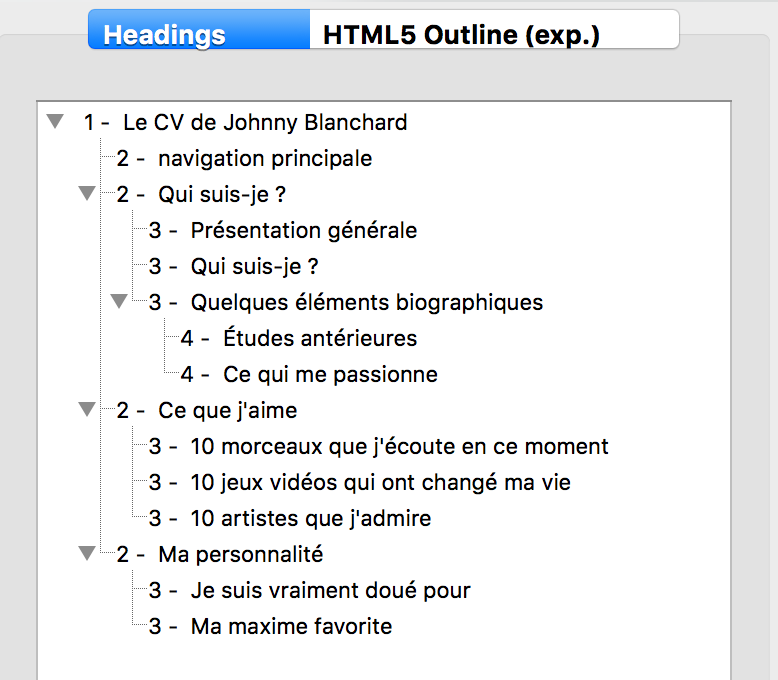 Headings
HTML5 Outline (exp.)
1 - Le CV de Johnny Blanchard
2 - navigation principale
2 - Qui suis-je ?
3 - Présentation générale
3 - Qui suis-je ?
3 - Quelques éléments biographiques
4 - Études antérieures
4 - Ce qui me passionne
2 - Ce que j'aime
3 - 10 morceaux que j'écoute en ce moment
3 - 10 jeux vidéos qui ont changé ma vie
3 - 10 artistes que j'admire
2 - Ma personnalité
3 - Je suis vraiment doué pour
3 - Ma maxime favorite